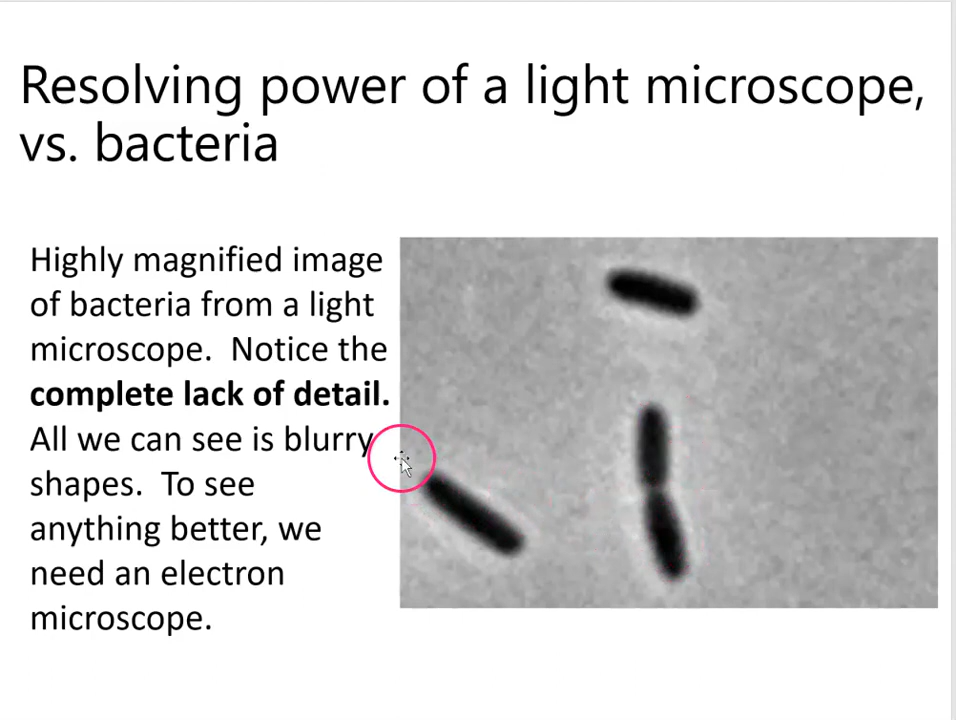 Resolving power of a light microscope,
vs. bacteria
Highly magnified image
of bacteria from a light
microscope.  Notice the
complete lack of detail.
All we can see is blurry
shapes.  To see
anything better, we
need an electron
microscope.